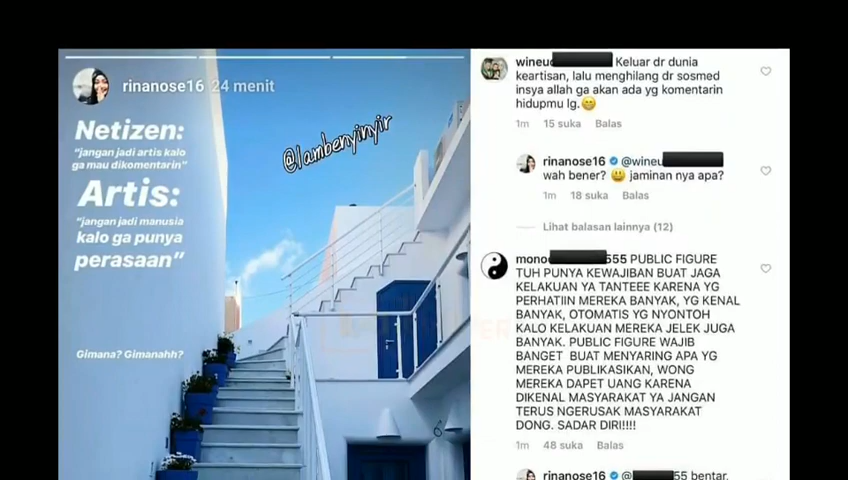 rinanose16 24 menit
Netizen:
"jangan jadi artis kalo
ga mau dikomentarin"
Artis:
"jangan jadi manusia
kalo ga punya
perasaan"
Gimana? Gimanahh?
@lambenyinyir
wineu Keluar dr dunia
keartisan, lalu menghilang dr sosmed
insya allah ga akan ada yg komentarin
hidupmu lg.😁
1m 15 suka Balas
rinanose16 @wineu
wah bener? 😃 jaminan nya apa?
1m 18 suka Balas
Lihat balasan lainnya (12)
monoc 555 PUBLIC FIGURE
TUH PUNYA KEWAJIBAN BUAT JAGA
KELAKUAN YA TANTEEE KARENA YG
PERHATIIN MEREKA BANYAK, YG KENAL
BANYAK, OTOMATIS YG NYONTOH
KALO KELAKUAN MEREKA JELEK JUGA
BANYAK. PUBLIC FIGURE WAJIB
BANGET BUAT MENYARING APA YG
MEREKA PUBLIKASIKAN, WONG
MEREKA DAPET UANG KARENA
DIKENAL MASYARAKAT YA JANGAN
TERUS NGERUSAK MASYARAKAT
DONG. SADAR DIRI!!!!
1m 48 suka Balas
rinanose16 @ 55 bentar,